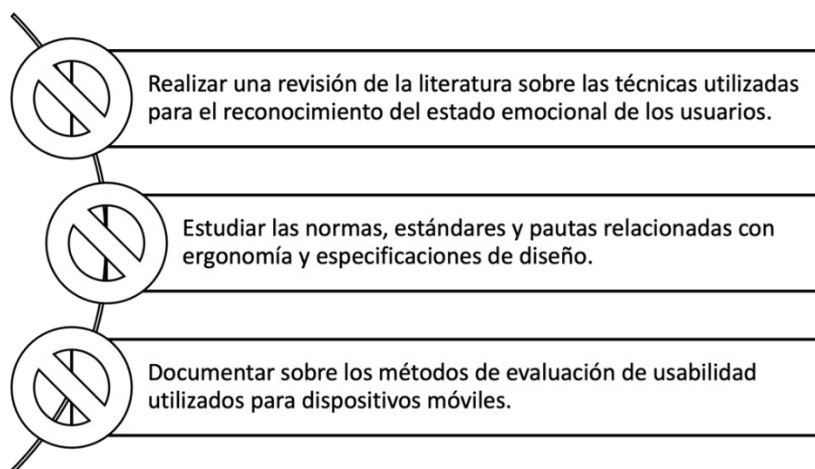 Realizar una revisión de la literatura sobre las técnicas utilizadas
para el reconocimiento del estado emocional de los usuarios.
Estudiar las normas, estándares y pautas relacionadas con
ergonomía y especificaciones de diseño.
Documentar sobre los métodos de evaluación de usabilidad
utilizados para dispositivos móviles.